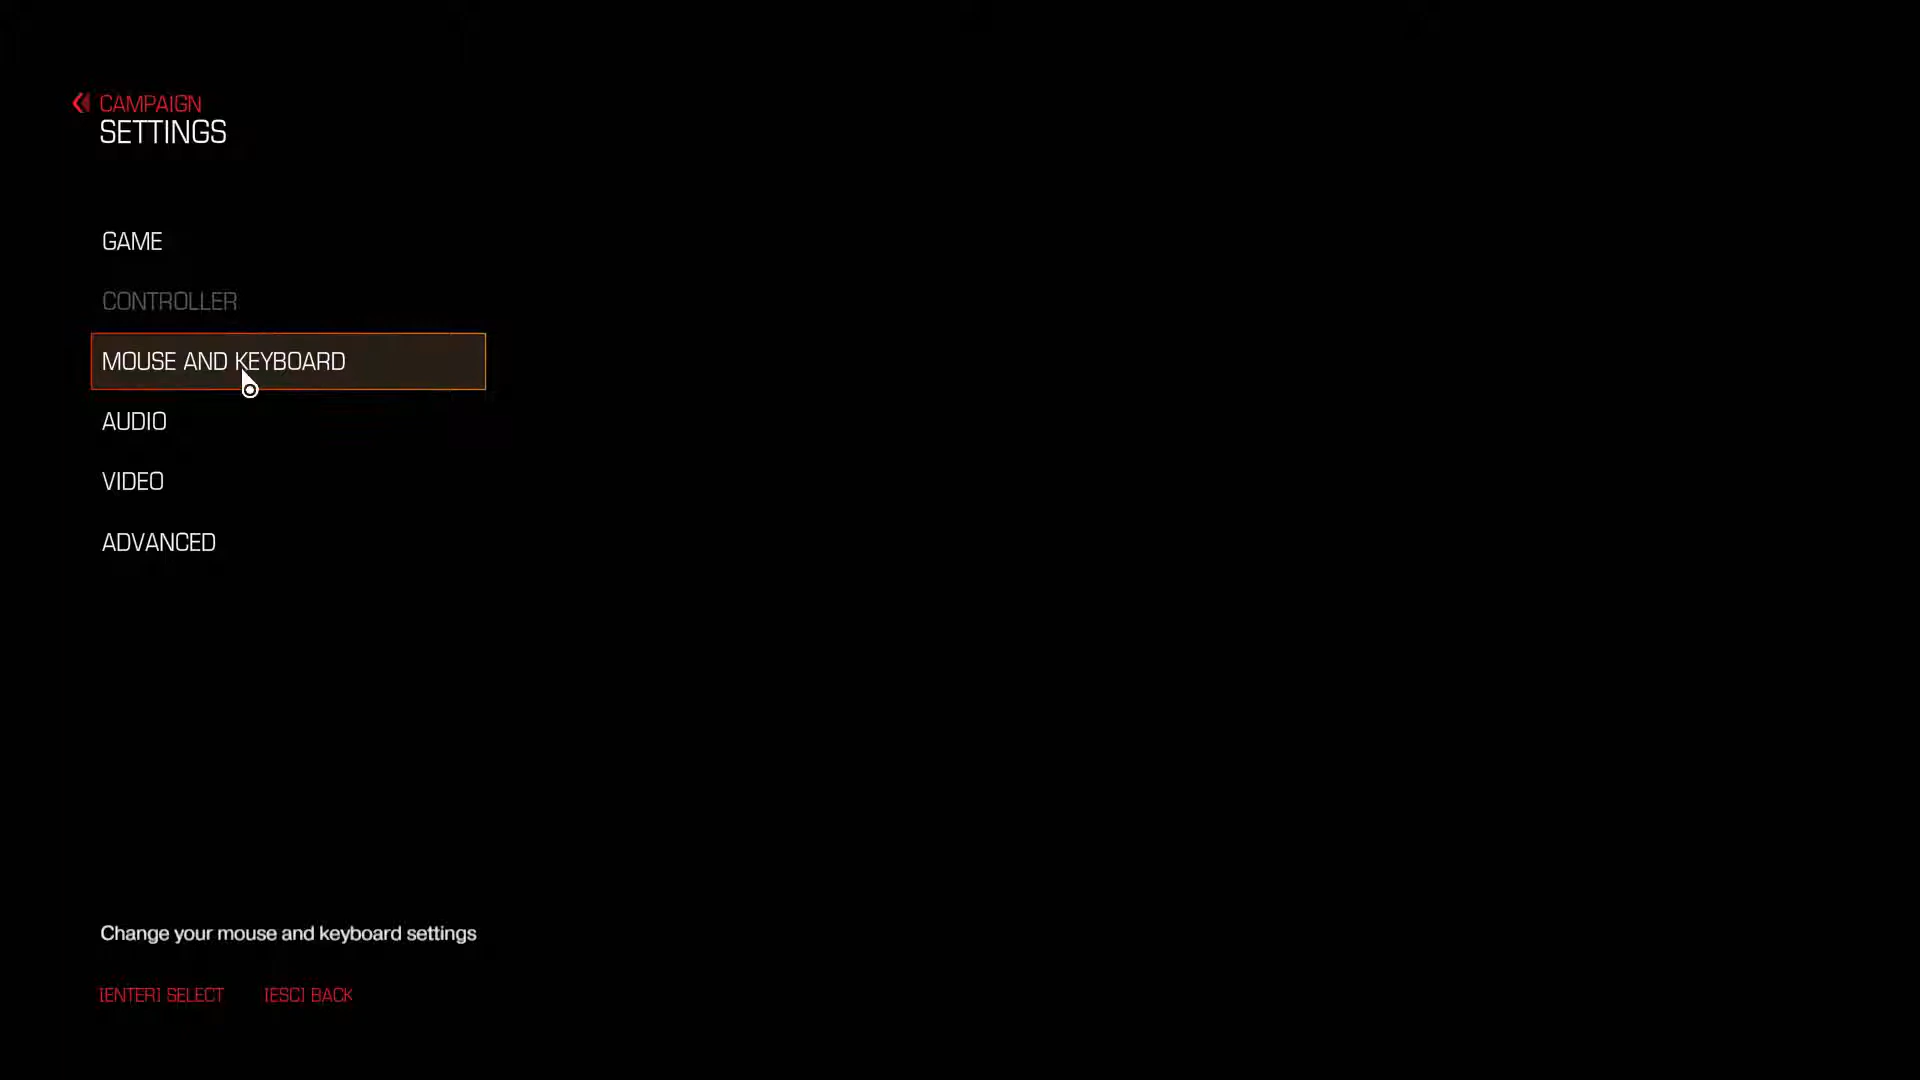 CAMPAIGN
SETTINGS
GAME
CONTROLLER
MOUSE AND KEYBOARD
AUDIO
VIDEO
ADVANCED
Change your mouse and keyboard settings
[ENTER] SELECT [ESC] BACK